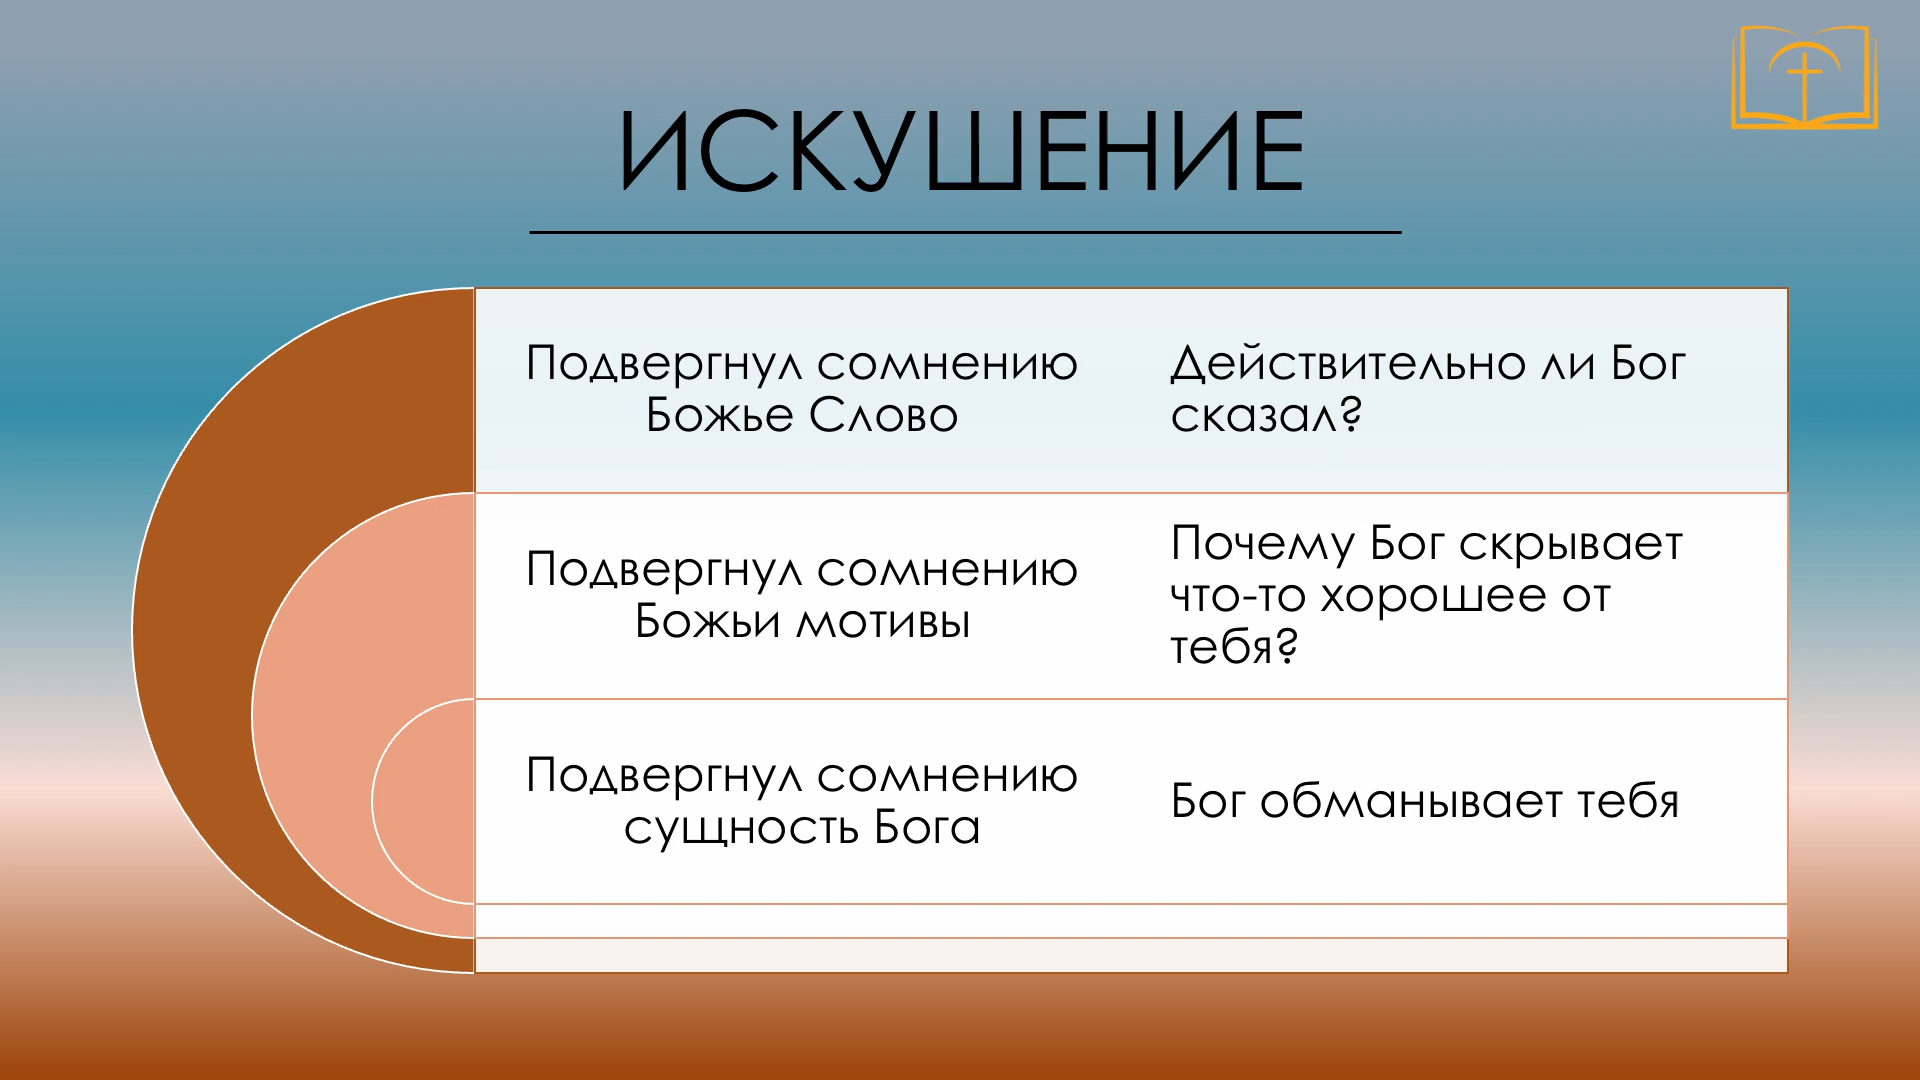 ИСКУШЕНИЕ
Подвергнул сомнению
Божье Слово
Действительно ли Бог
сказал?
Подвергнул сомнению
Божьи мотивы
Почему Бог скрывает
что-то хорошее от
тебя?
Подвергнул сомнению
сущность Бога
Бог обманывает тебя